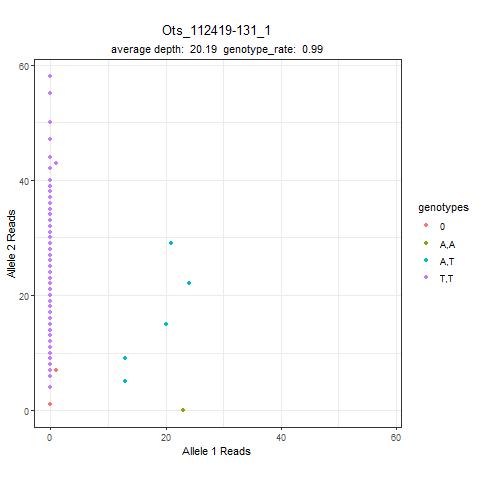 Ots_112419-131_1
average depth: 20.19 genotype_rate: 0.99
60
40
20
0
Allele 2 Reads
0 20 40 60
Allele 1 Reads
genotypes
0
A,A
A,T
T,T